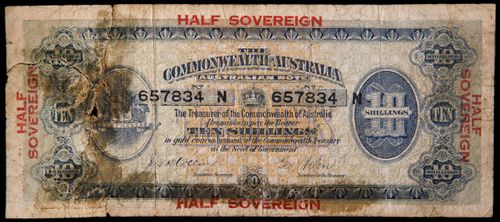 HALF SOVEREIGN
THE
COMMONWEALTH OF AUSTRALIA
AUSTRALIAN NOTE
657834 N 657834 N
The Treasurer of the Commonwealth of Australia
promises to pay the Bearer
TEN SHILLINGS
in gold coin on demand at the Commonwealth Treasury
at the Seat of Government
HALF SOVEREIGN
TEN
10
SHILLINGS
HALF SOVEREIGN
HALF SOVEREIGN